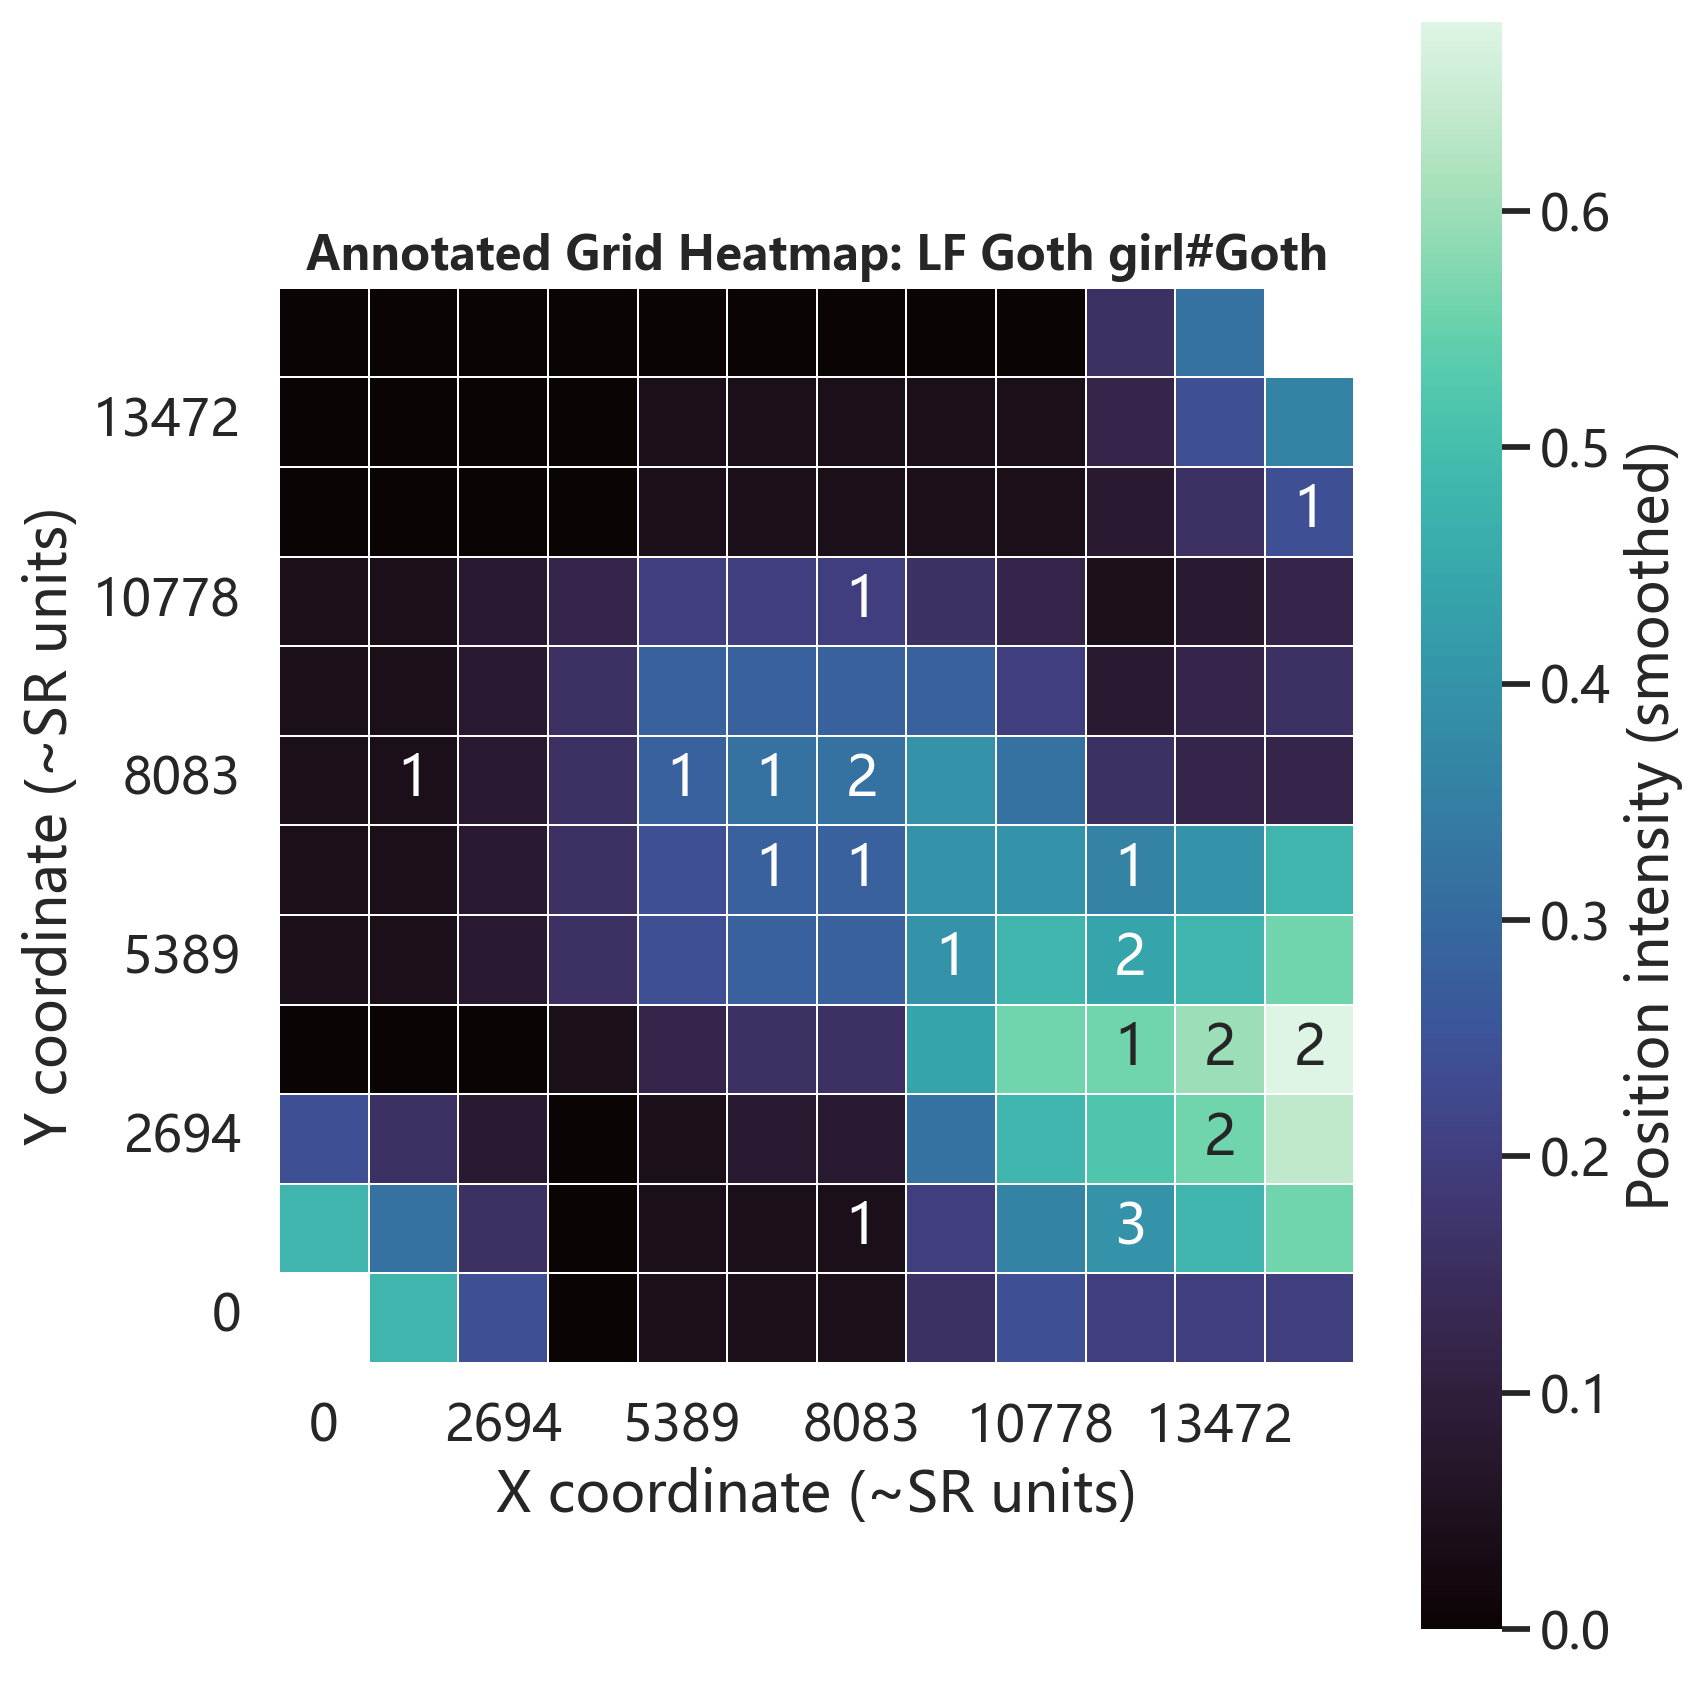 Annotated Grid Heatmap: LF Goth girl#Goth
13472
1
10778
1
8083
1 1 1 2
1 1 1
5389
1 2
1 2 2
2694
2
1 3
0
0 2694 5389 8083 10778 13472
X coordinate (~SR units)
Y coordinate (~SR units)
0.6
0.5
0.4
0.3
0.2
0.1
0.0
Position intensity (smoothed)